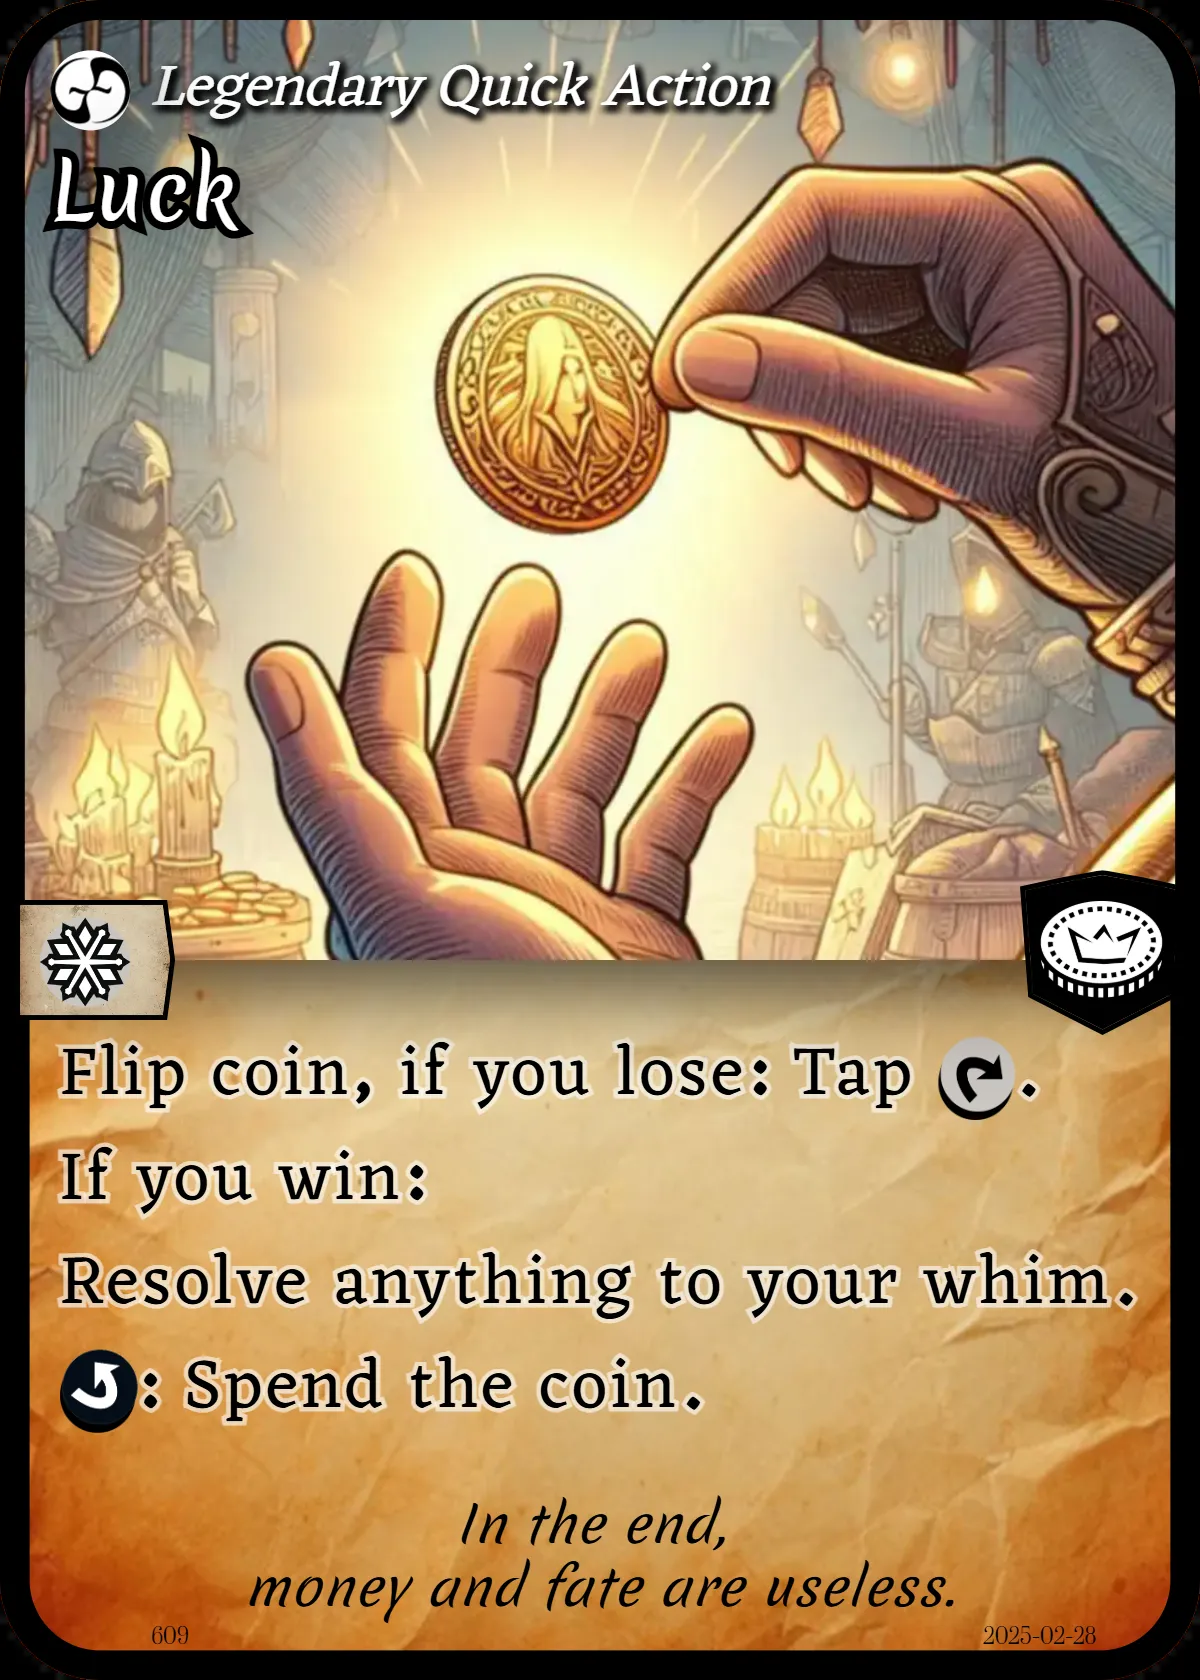 Legendary Quick Action
Luck
Flip coin, if you lose: Tap .
If you win:
Resolve anything to your whim.
: Spend the coin.
In the end,
money and fate are useless.
609
2025-02-28